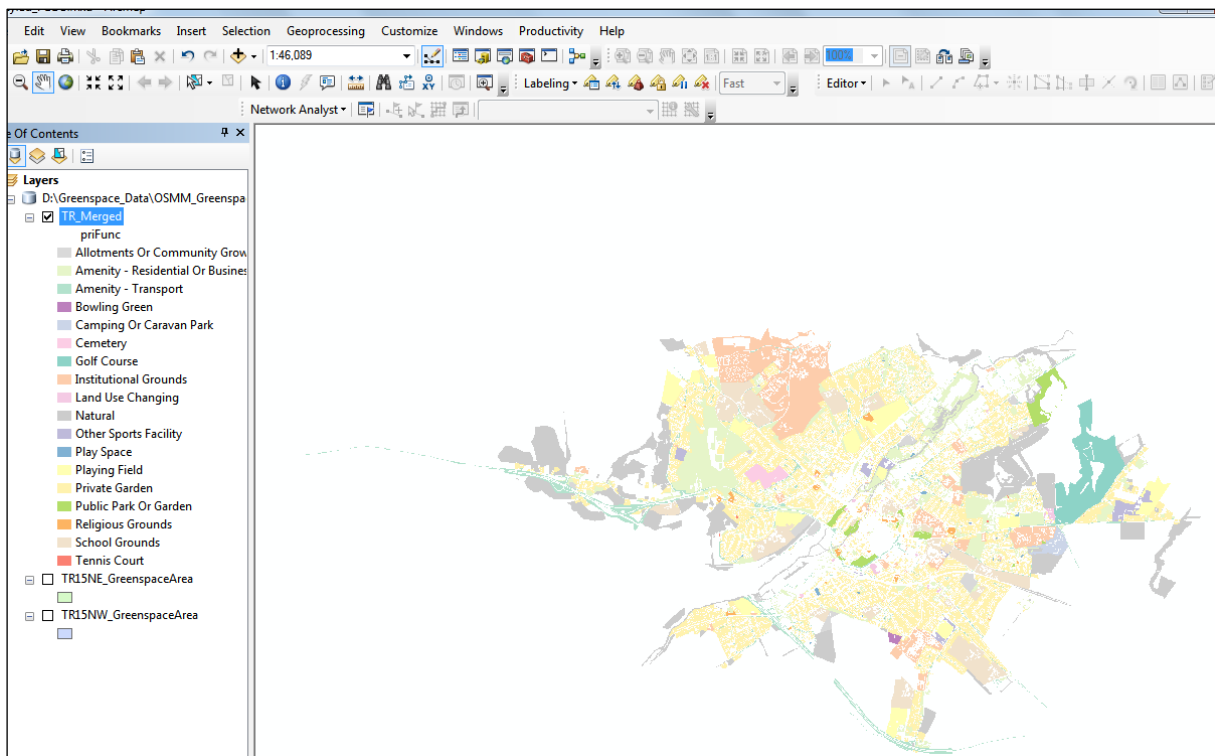 Edit View Bookmarks Insert Selection Geoprocessing Customize Windows Productivity Help
1:46,089 100%
Labeling Fast Editor
Network Analyst
Of Contents
Layers
D:\Greenspace_Data\OSMM_Greenspa
TR_Merged
priFunc
Allotments Or Community Grow
Amenity - Residential Or Busines
Amenity - Transport
Bowling Green
Camping Or Caravan Park
Cemetery
Golf Course
Institutional Grounds
Land Use Changing
Natural
Other Sports Facility
Play Space
Playing Field
Private Garden
Public Park Or Garden
Religious Grounds
School Grounds
Tennis Court
TR15NE_GreenspaceArea
TR15NW_GreenspaceArea